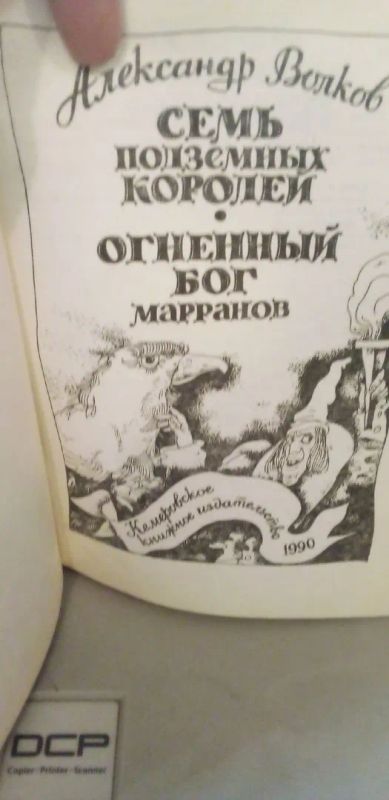 Александр Волков
СЕМЬ
ПОДЗЕМНЫХ
КОРОЛЕЙ
•
ОГНЕННЫЙ
БОГ
МАРРАНОВ
Кемеровское
книжное издательство
1990
DCP
Copier·Printer·Scanner